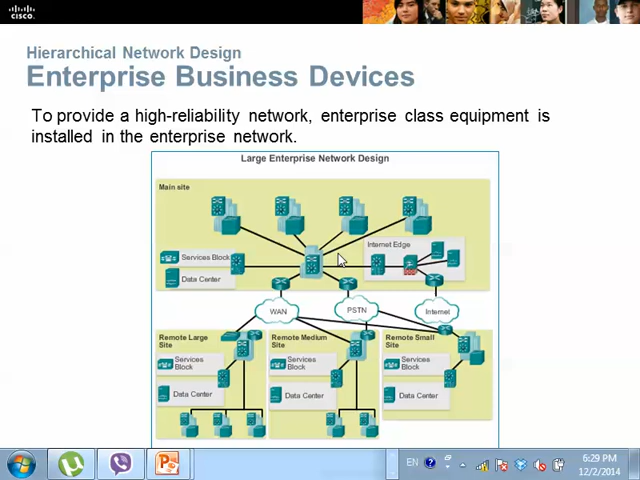 CISCO
Hierarchical Network Design
Enterprise Business Devices
To provide a high-reliability network, enterprise class equipment is
installed in the enterprise network.
Large Enterprise Network Design
Main site
Internet Edge
Services Block
Data Center
WAN
PSTN
Internet
Remote Large
Site
Remote Medium
Site
Remote Small
Site
Services
Block
Services
Block
Services
Block
Data Center
Data Center
Data Center
EN
6:29 PM
12/2/2014